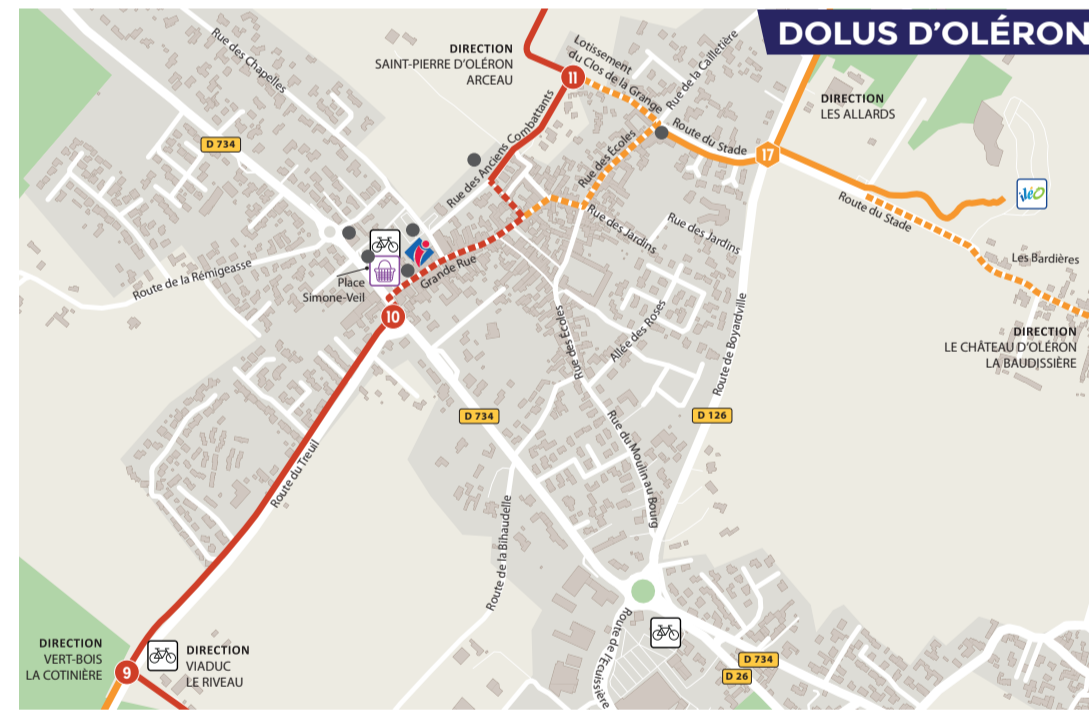 DOLUS D'OLÉRON
Rue des Chapelles
DIRECTION
SAINT-PIERRE D'OLÉRON
ARCEAU
11
Lotissement
du Clos de la Grange
Rue de la Cailletière
DIRECTION
LES ALLARDS
D 734
Rue des Anciens Combattants
Rue des Écoles
Route du Stade
17
Route du Stade
iléO
Rue des Jardins
Rue des Jardins
Les Bardières
Route de la Rémigeasse
Place
Simone-Veil
Grande Rue
10
DIRECTION
LE CHÂTEAU D'OLÉRON
LA BAUDISSIÈRE
Rue des Écoles
Allée des Roses
Route de Boyardville
D 734
D 126
Route du Treuil
Rue du Moulin au Bourg
Route de la Bihaudelle
Route de l'Écuissière
DIRECTION
VERT-BOIS
LA COTINIÈRE
9
DIRECTION
VIADUC
LE RIVEAU
D 734
D 26